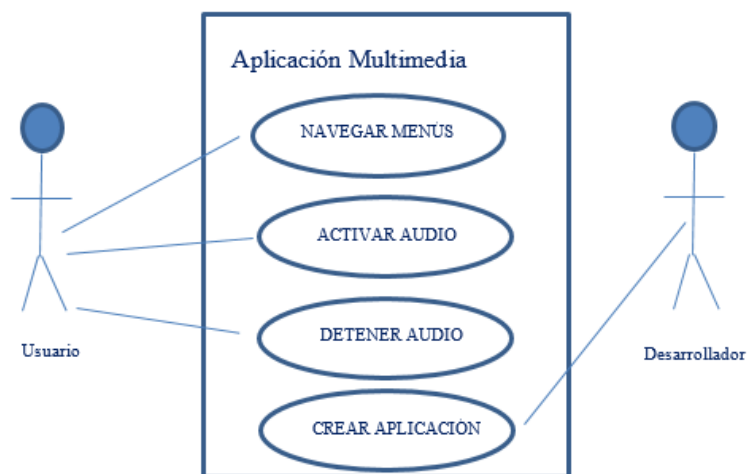 Aplicación Multimedia
NAVEGAR MENÚS
ACTIVAR AUDIO
DETENER AUDIO
CREAR APLICACIÓN
Usuario
Desarrollador